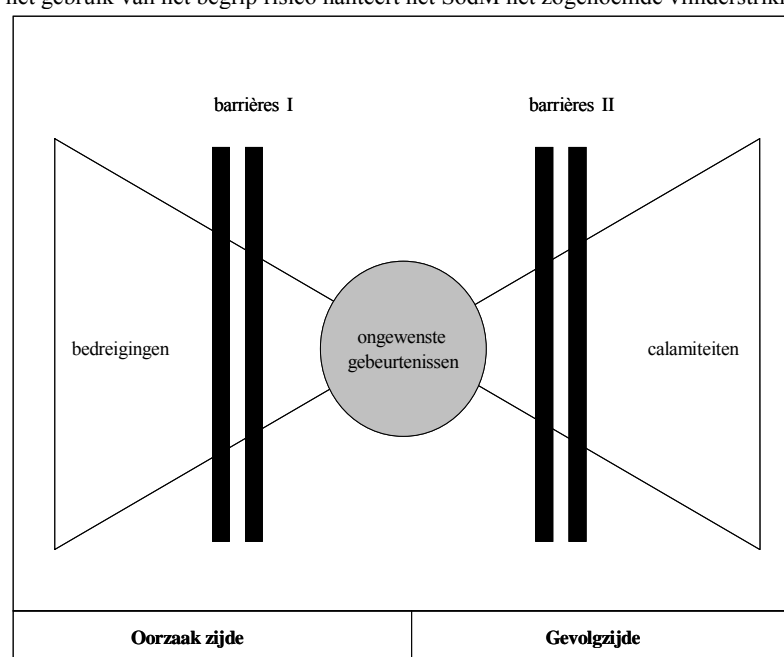 het gebruik van het begrip risico hanteert het SodM het zogenoemde
barrières I
barrières II
bedreigingen
ongewenste
gebeurtenissen
calamiteiten
Oorzaak zijde
Gevolgzijde